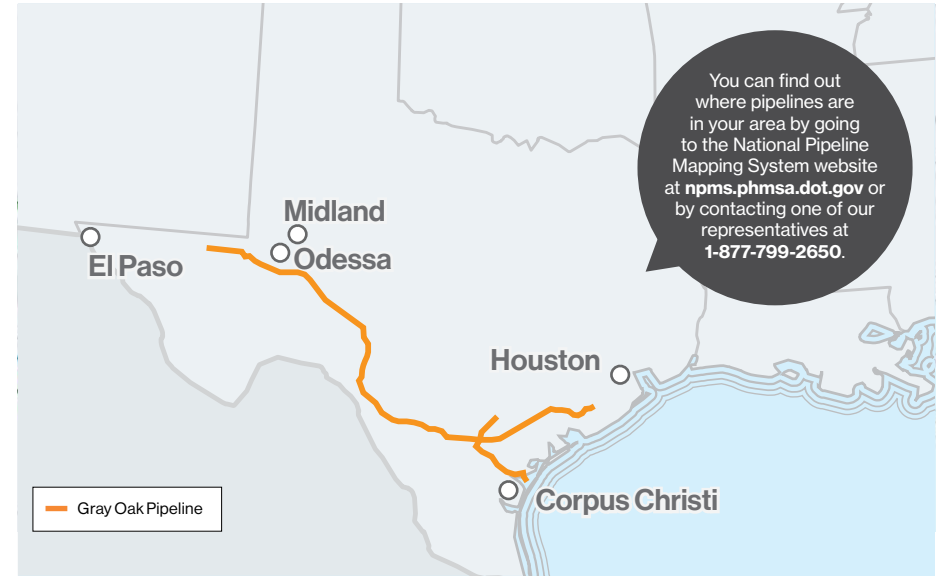 You can find out
where pipelines are
in your area by going
to the National Pipeline
Mapping System website
at npms.phmsa.dot.gov or
by contacting one of our
representatives at
1-877-799-2650.
Midland
Odessa
El Paso
Houston
Corpus Christi
Gray Oak Pipeline